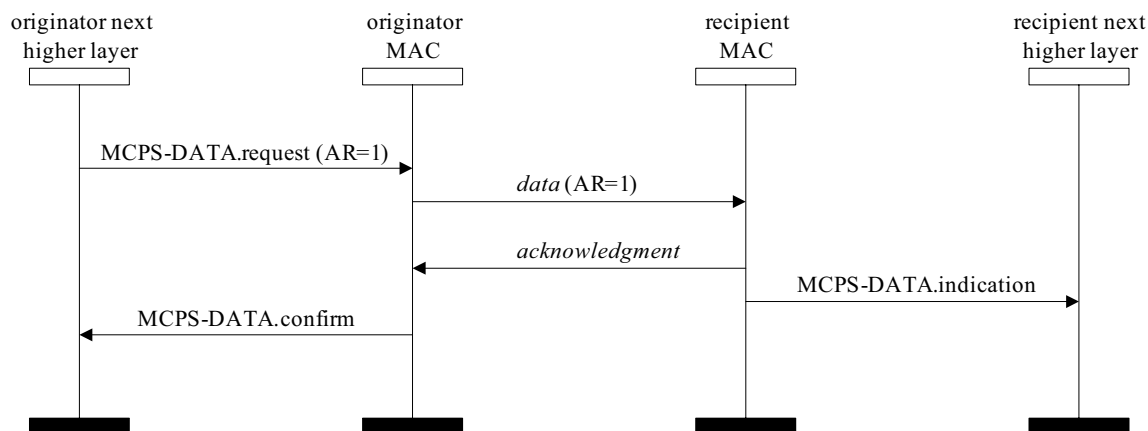 originator next
higher layer
originator
MAC
recipient
MAC
recipient next
higher layer
MCPS-DATA.request (AR=1)
data (AR=1)
acknowledgment
MCPS-DATA.indication
MCPS-DATA.confirm